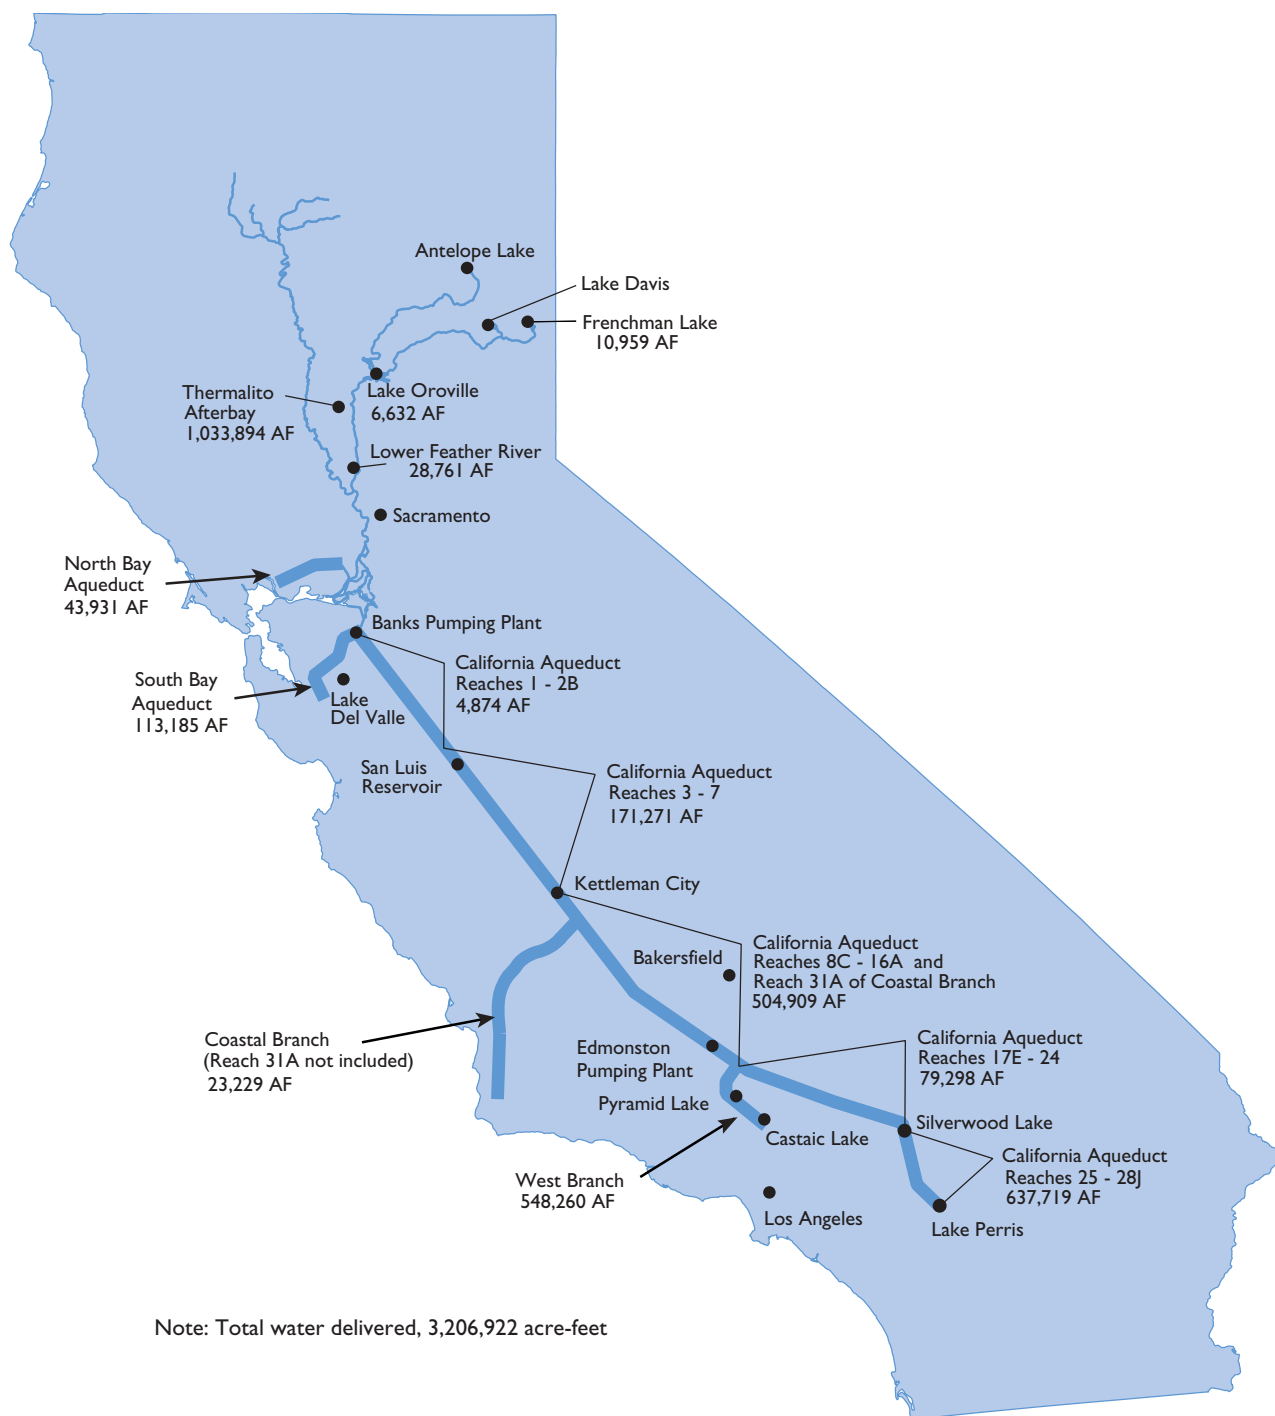 Antelope Lake
Lake Davis
Frenchman Lake
10,959 AF
Thermalito
Afterbay
1,033,894 AF
Lake Oroville
6,632 AF
Lower Feather River
28,761 AF
Sacramento
North Bay
Aqueduct
43,931 AF
Banks Pumping Plant
California Aqueduct
Reaches 1 - 2B
4,874 AF
South Bay
Aqueduct
113,185 AF
Lake
Del Valle
San Luis
Reservoir
California Aqueduct
Reaches 3 - 7
171,271 AF
Kettleman City
Bakersfield
California Aqueduct
Reaches 8C - 16A and
Reach 31A of Coastal Branch
504,909 AF
Coastal Branch
(Reach 31A not included)
23,229 AF
Edmonston
Pumping Plant
California Aqueduct
Reaches 17E - 24
79,298 AF
Pyramid Lake
Castaic Lake
Silverwood Lake
California Aqueduct
Reaches 25 - 28J
637,719 AF
West Branch
548,260 AF
Los Angeles
Lake Perris
Note: Total water delivered, 3,206,922 acre-feet